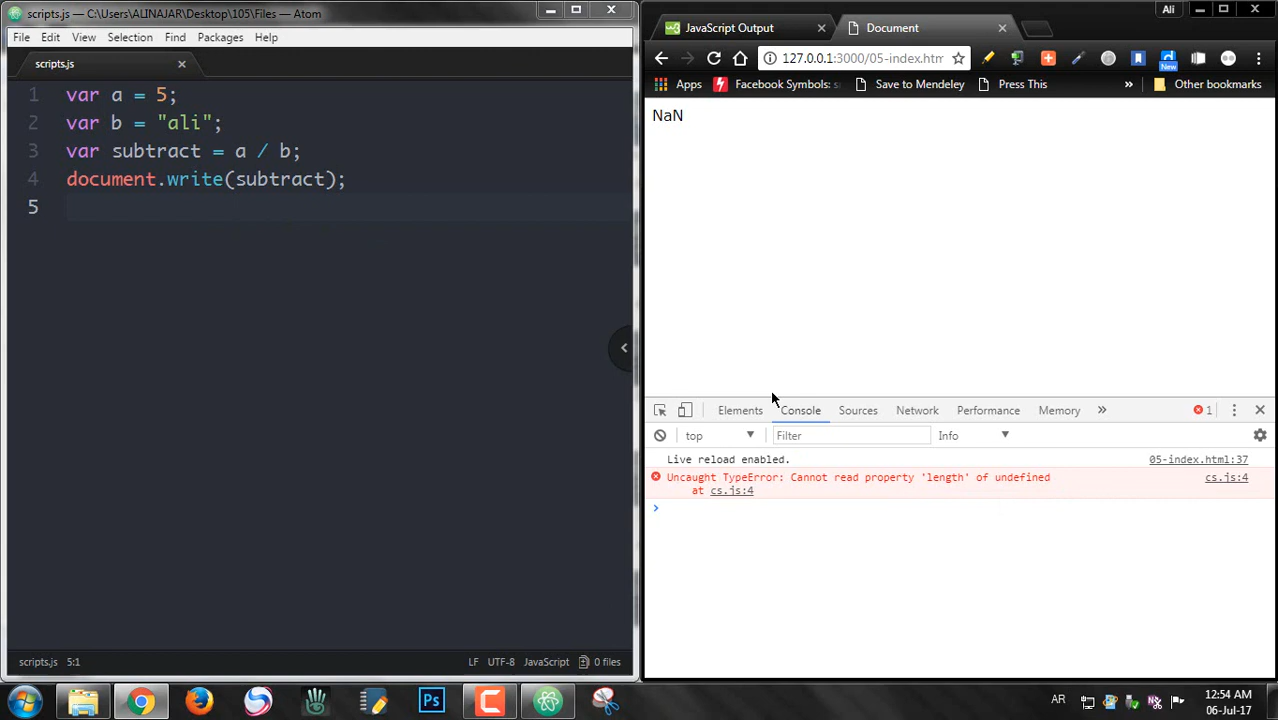 scripts.js — C:\Users\ALINAJAR\Desktop\105\Files — Atom
File Edit View Selection Find Packages Help
scripts.js
1 var a = 5;
2 var b = "ali";
3 var subtract = a / b;
4 document.write(subtract);
5
scripts.js 5:1 LF UTF-8 JavaScript 0 files
Ali
JavaScript Output Document
127.0.0.1:3000/05-index.htm
New
Apps Facebook Symbols: Save to Mendeley Press This » Other bookmarks
NaN
Elements Console Sources Network Performance Memory » 1
top Filter Info
Live reload enabled. 05-index.html:37
Uncaught TypeError: Cannot read property 'length' of undefined cs.js:4
at cs.js:4
Ps
AR
12:54 AM
06-Jul-17